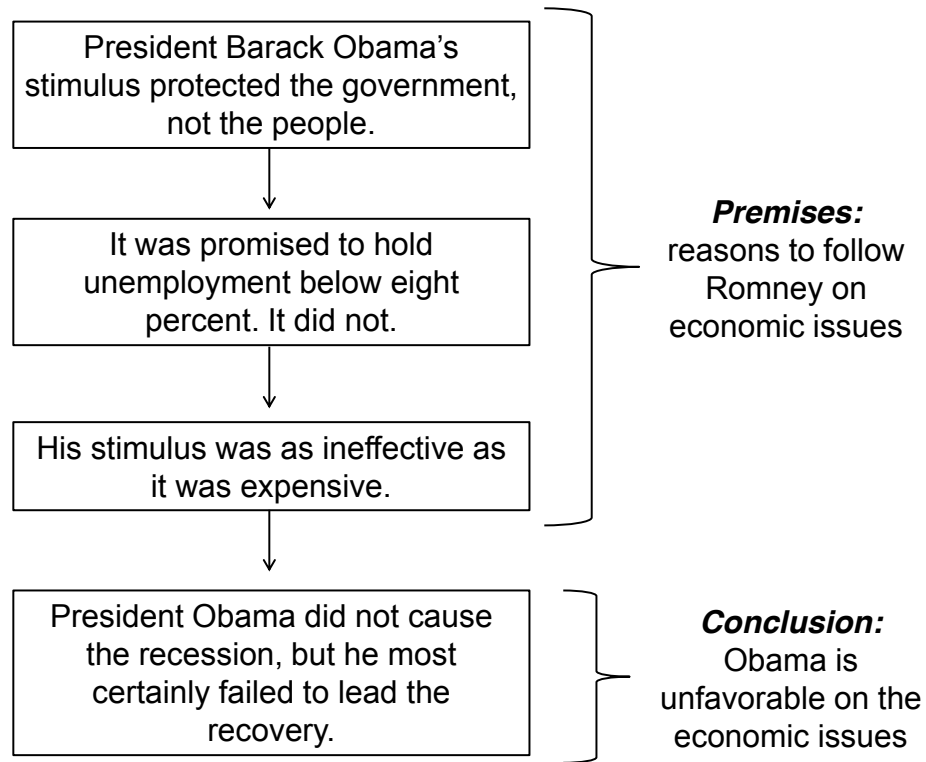 President Barack Obama’s
stimulus protected the government,
not the people.
It was promised to hold
unemployment below eight
percent. It did not.
His stimulus was as ineffective as
it was expensive.
Premises:
reasons to follow
Romney on
economic issues
President Obama did not cause
the recession, but he most
certainly failed to lead the
recovery.
Conclusion:
Obama is
unfavorable on the
economic issues